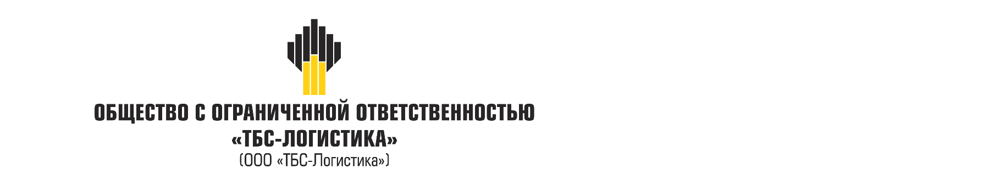 ОБЩЕСТВО С ОГРАНИЧЕННОЙ ОТВЕТСТВЕННОСТЬЮ
«ТБС-ЛОГИСТИКА»
(ООО «ТБС-Логистика»)